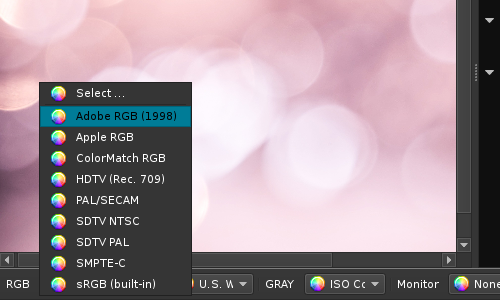 Select ...
Adobe RGB (1998)
Apple RGB
ColorMatch RGB
HDTV (Rec. 709)
PAL/SECAM
SDTV NTSC
SDTV PAL
SMPTE-C
sRGB (built-in)
RGB U.S. GRAY ISO Monitor None